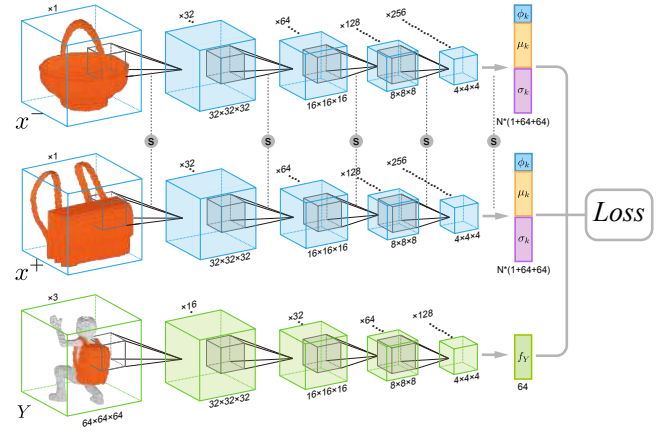 ×1
×32
×64
×128
×256
32×32×32
16×16×16
8×8×8
4×4×4
ϕₖ
μₖ
σₖ
N*(1+64+64)
x⁻
S S S S S
×1
×32
×64
×128
×256
32×32×32
16×16×16
8×8×8
4×4×4
ϕₖ
μₖ
σₖ
N*(1+64+64)
x⁺
Loss
×3
×16
×32
×64
×128
64×64×64
32×32×32
16×16×16
8×8×8
4×4×4
f_Y
64
Y